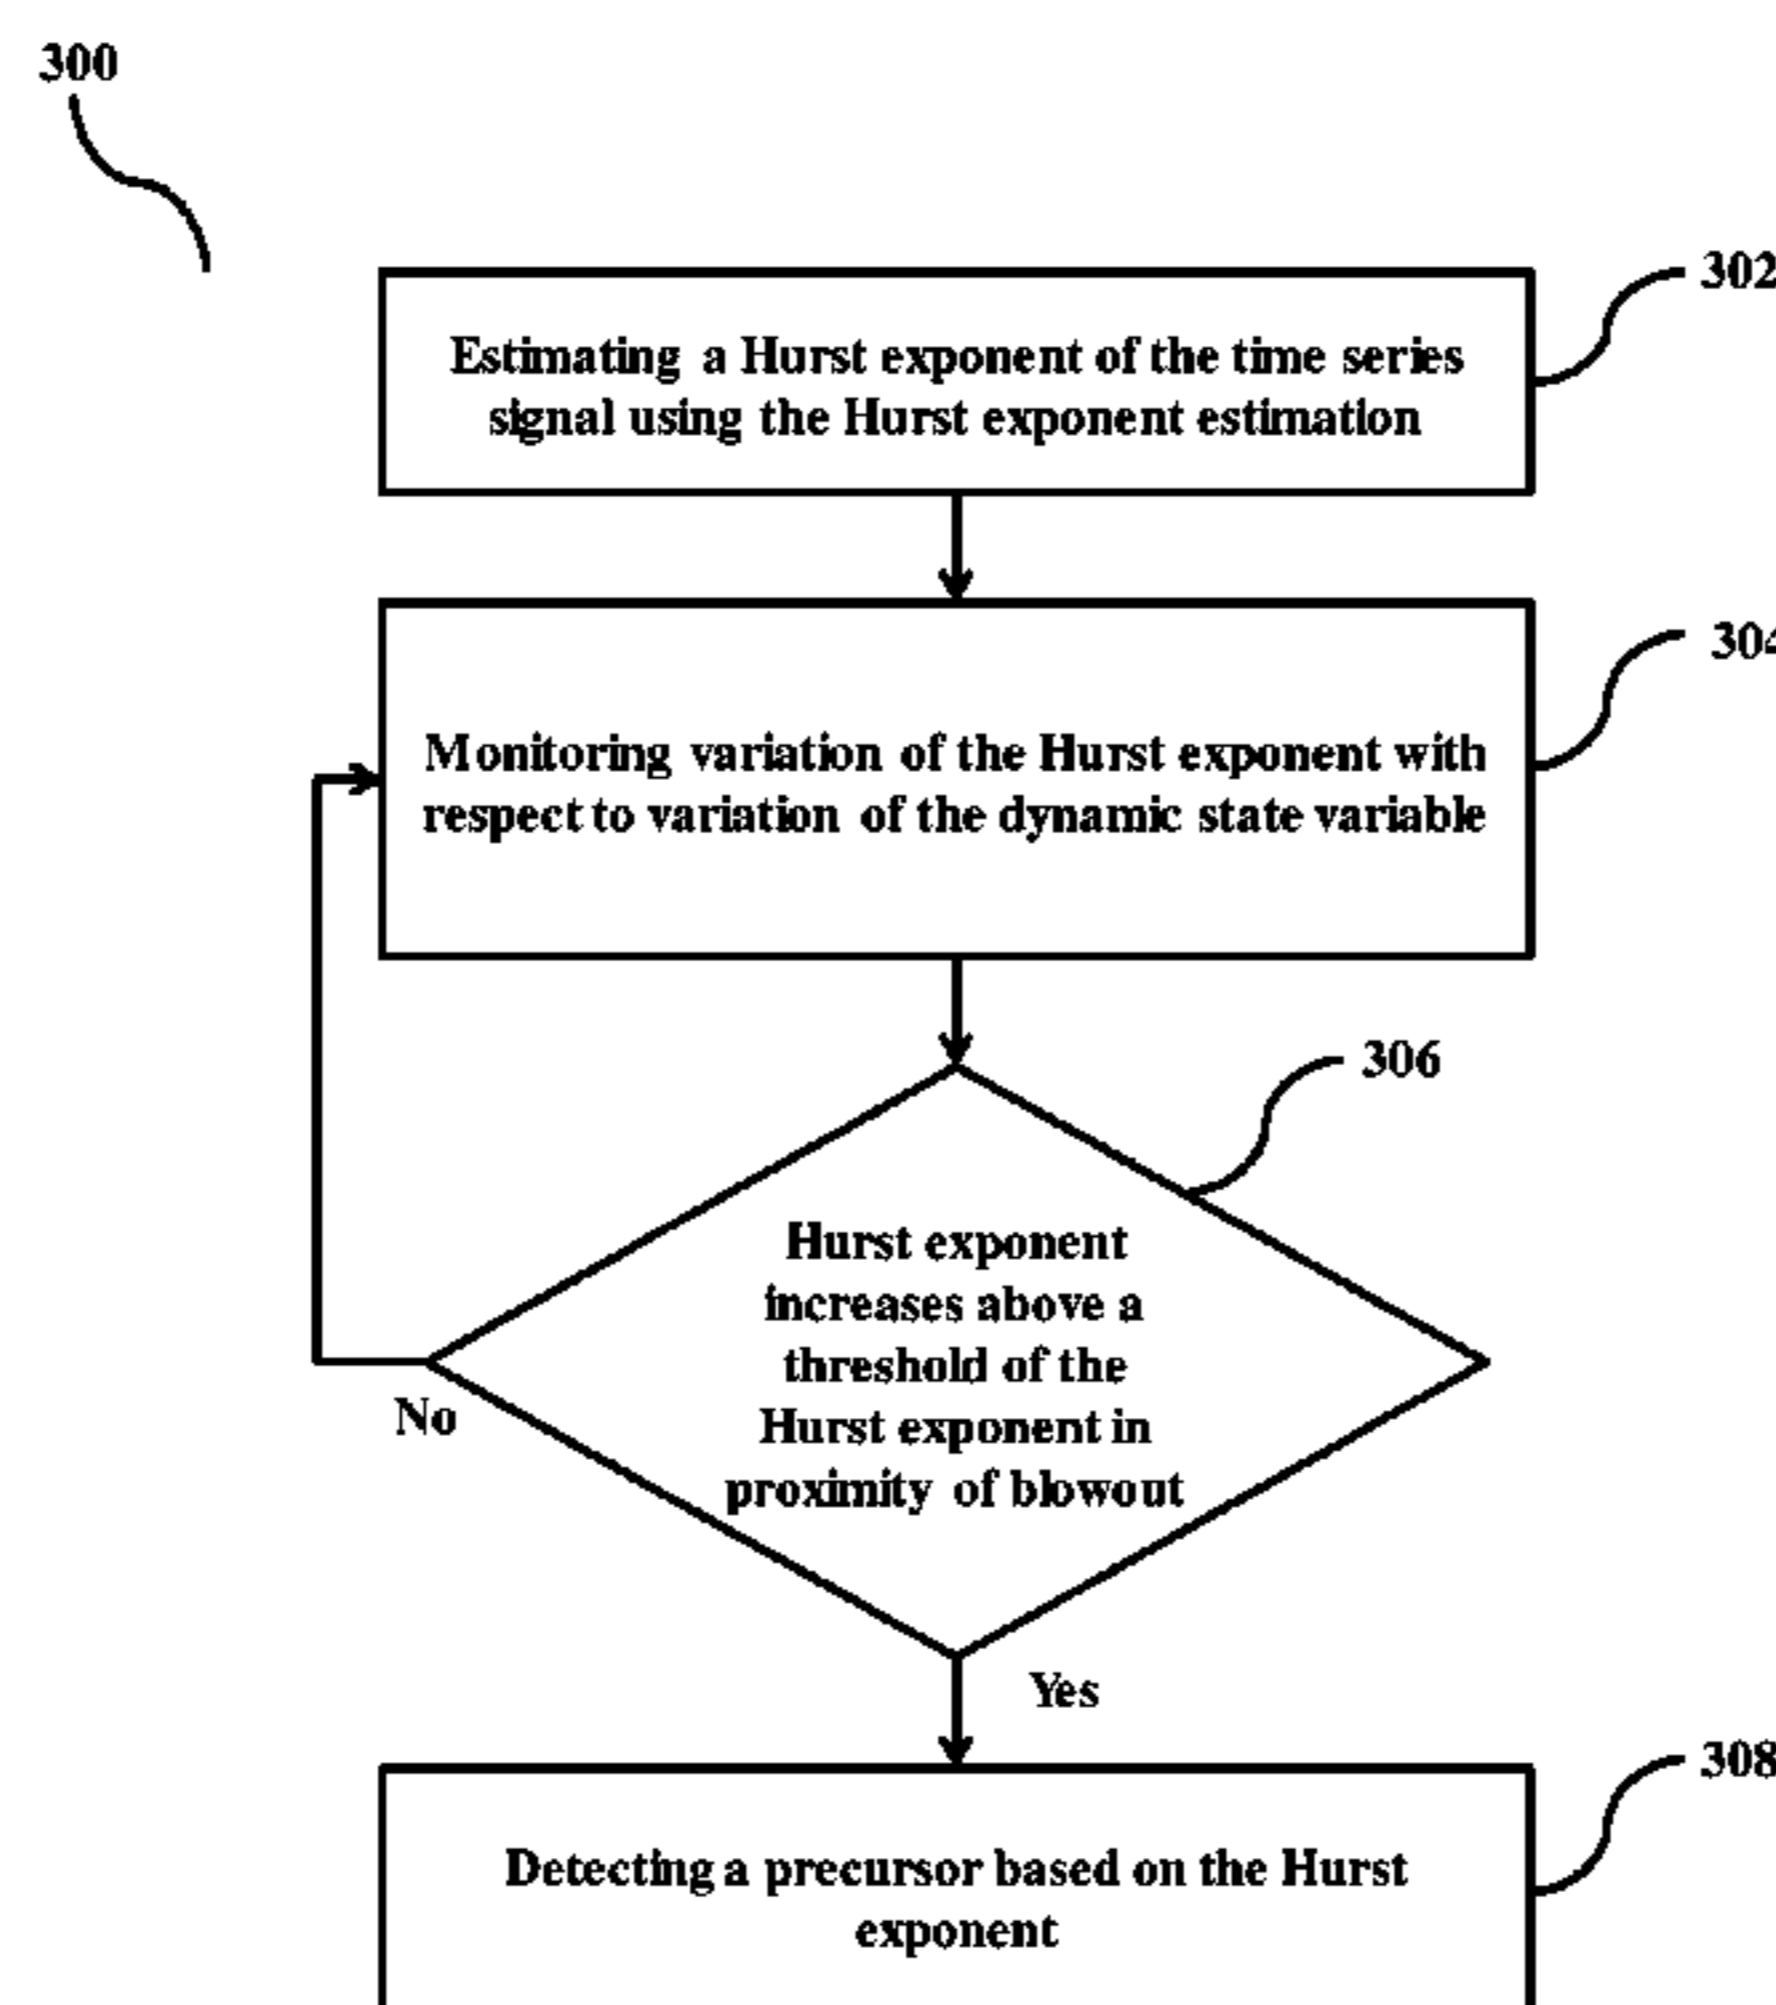 300
302
Estimating a Hurst exponent of the time series
signal using the Hurst exponent estimation
304
Monitoring variation of the Hurst exponent with
respect to variation of the dynamic state variable
306
Hurst exponent
increases above a
threshold of the
Hurst exponent in
proximity of blowout
No
Yes
308
Detecting a precursor based on the Hurst
exponent